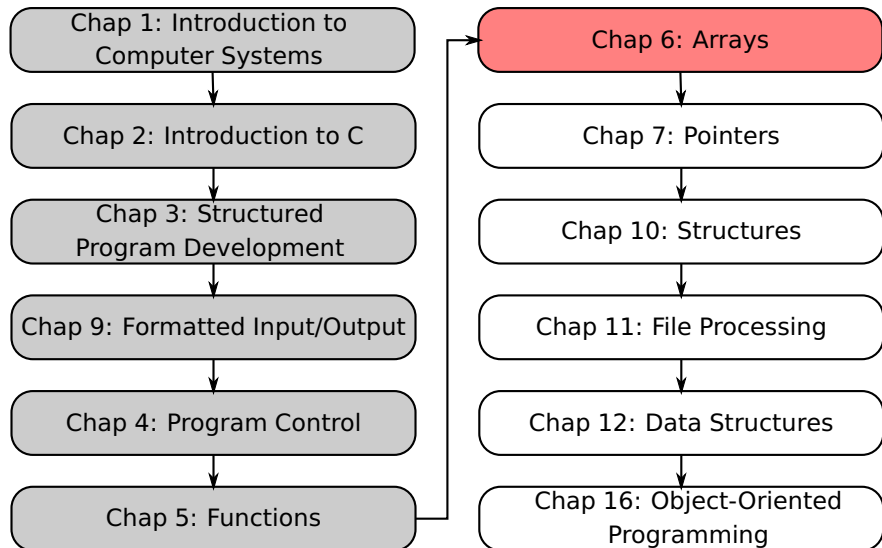 Chap 1: Introduction to
Computer Systems
Chap 2: Introduction to C
Chap 3: Structured
Program Development
Chap 9: Formatted Input/Output
Chap 4: Program Control
Chap 5: Functions
Chap 6: Arrays
Chap 7: Pointers
Chap 10: Structures
Chap 11: File Processing
Chap 12: Data Structures
Chap 16: Object-Oriented
Programming